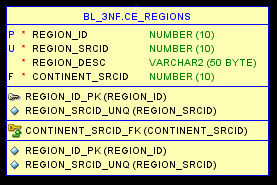 BL_3NF.CE_REGIONS
P * REGION_ID NUMBER (10)
U * REGION_SRCID NUMBER (10)
* REGION_DESC VARCHAR2 (50 BYTE)
F * CONTINENT_SRCID NUMBER (10)
REGION_ID_PK (REGION_ID)
REGION_SRCID_UNQ (REGION_SRCID)
CONTINENT_SRCID_FK (CONTINENT_SRCID)
REGION_ID_PK (REGION_ID)
REGION_SRCID_UNQ (REGION_SRCID)